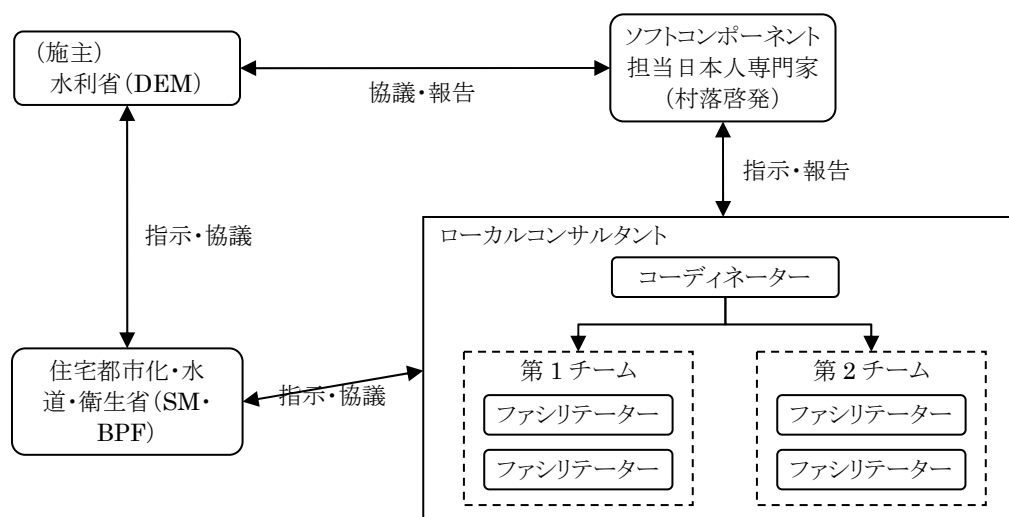 （施主）
水利省（DEM）
ソフトコンポーネント
担当日本人専門家
（村落啓発）
協議・報告
指示・報告
指示・協議
ローカルコンサルタント
コーディネーター
住宅都市化・水
道・衛生省（SM・
BPF）
指示・協議
第 1 チーム
ファシリテーター
ファシリテーター
第 2 チーム
ファシリテーター
ファシリテーター